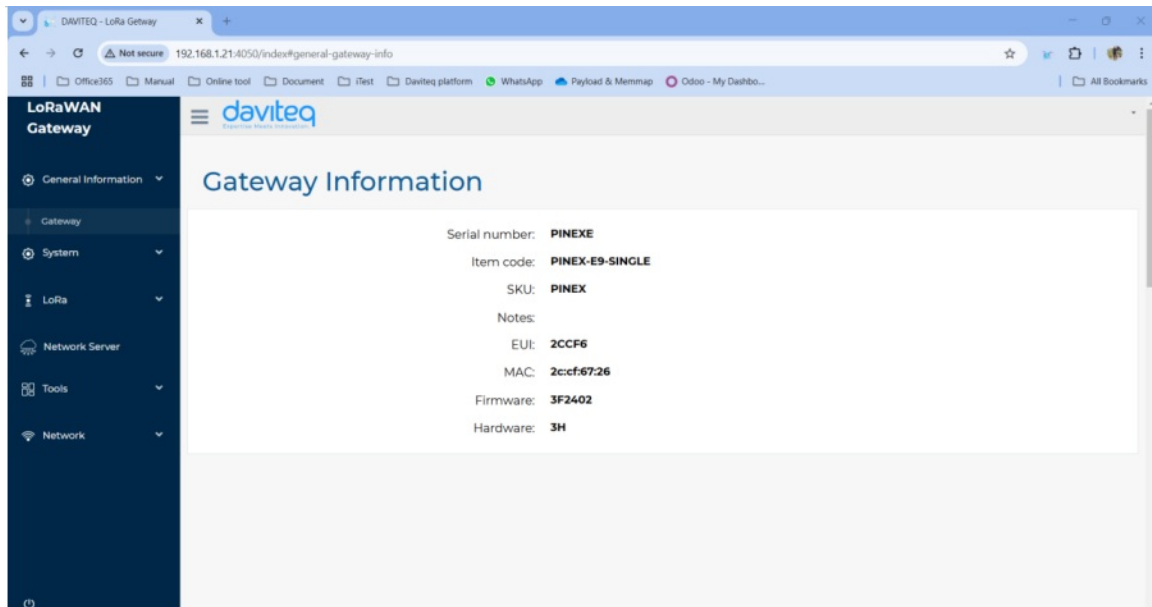 DAVITEQ - LoRa Getway
Not secure 192.168.1.21:4050/index#general-gateway-info
Office365 Manual Online tool Document iTest Daviteq platform WhatsApp Payload & Memmap Odoo - My Dashbo... All Bookmarks
LoRaWAN
Gateway
daviteq
Expertise Meets Innovation
General Information
Gateway
System
LoRa
Network Server
Tools
Network
Gateway Information
Serial number: PINEXE
Item code: PINEX-E9-SINGLE
SKU: PINEX
Notes:
EUI: 2CCF6
MAC: 2c:cf:67:26
Firmware: 3F2402
Hardware: 3H